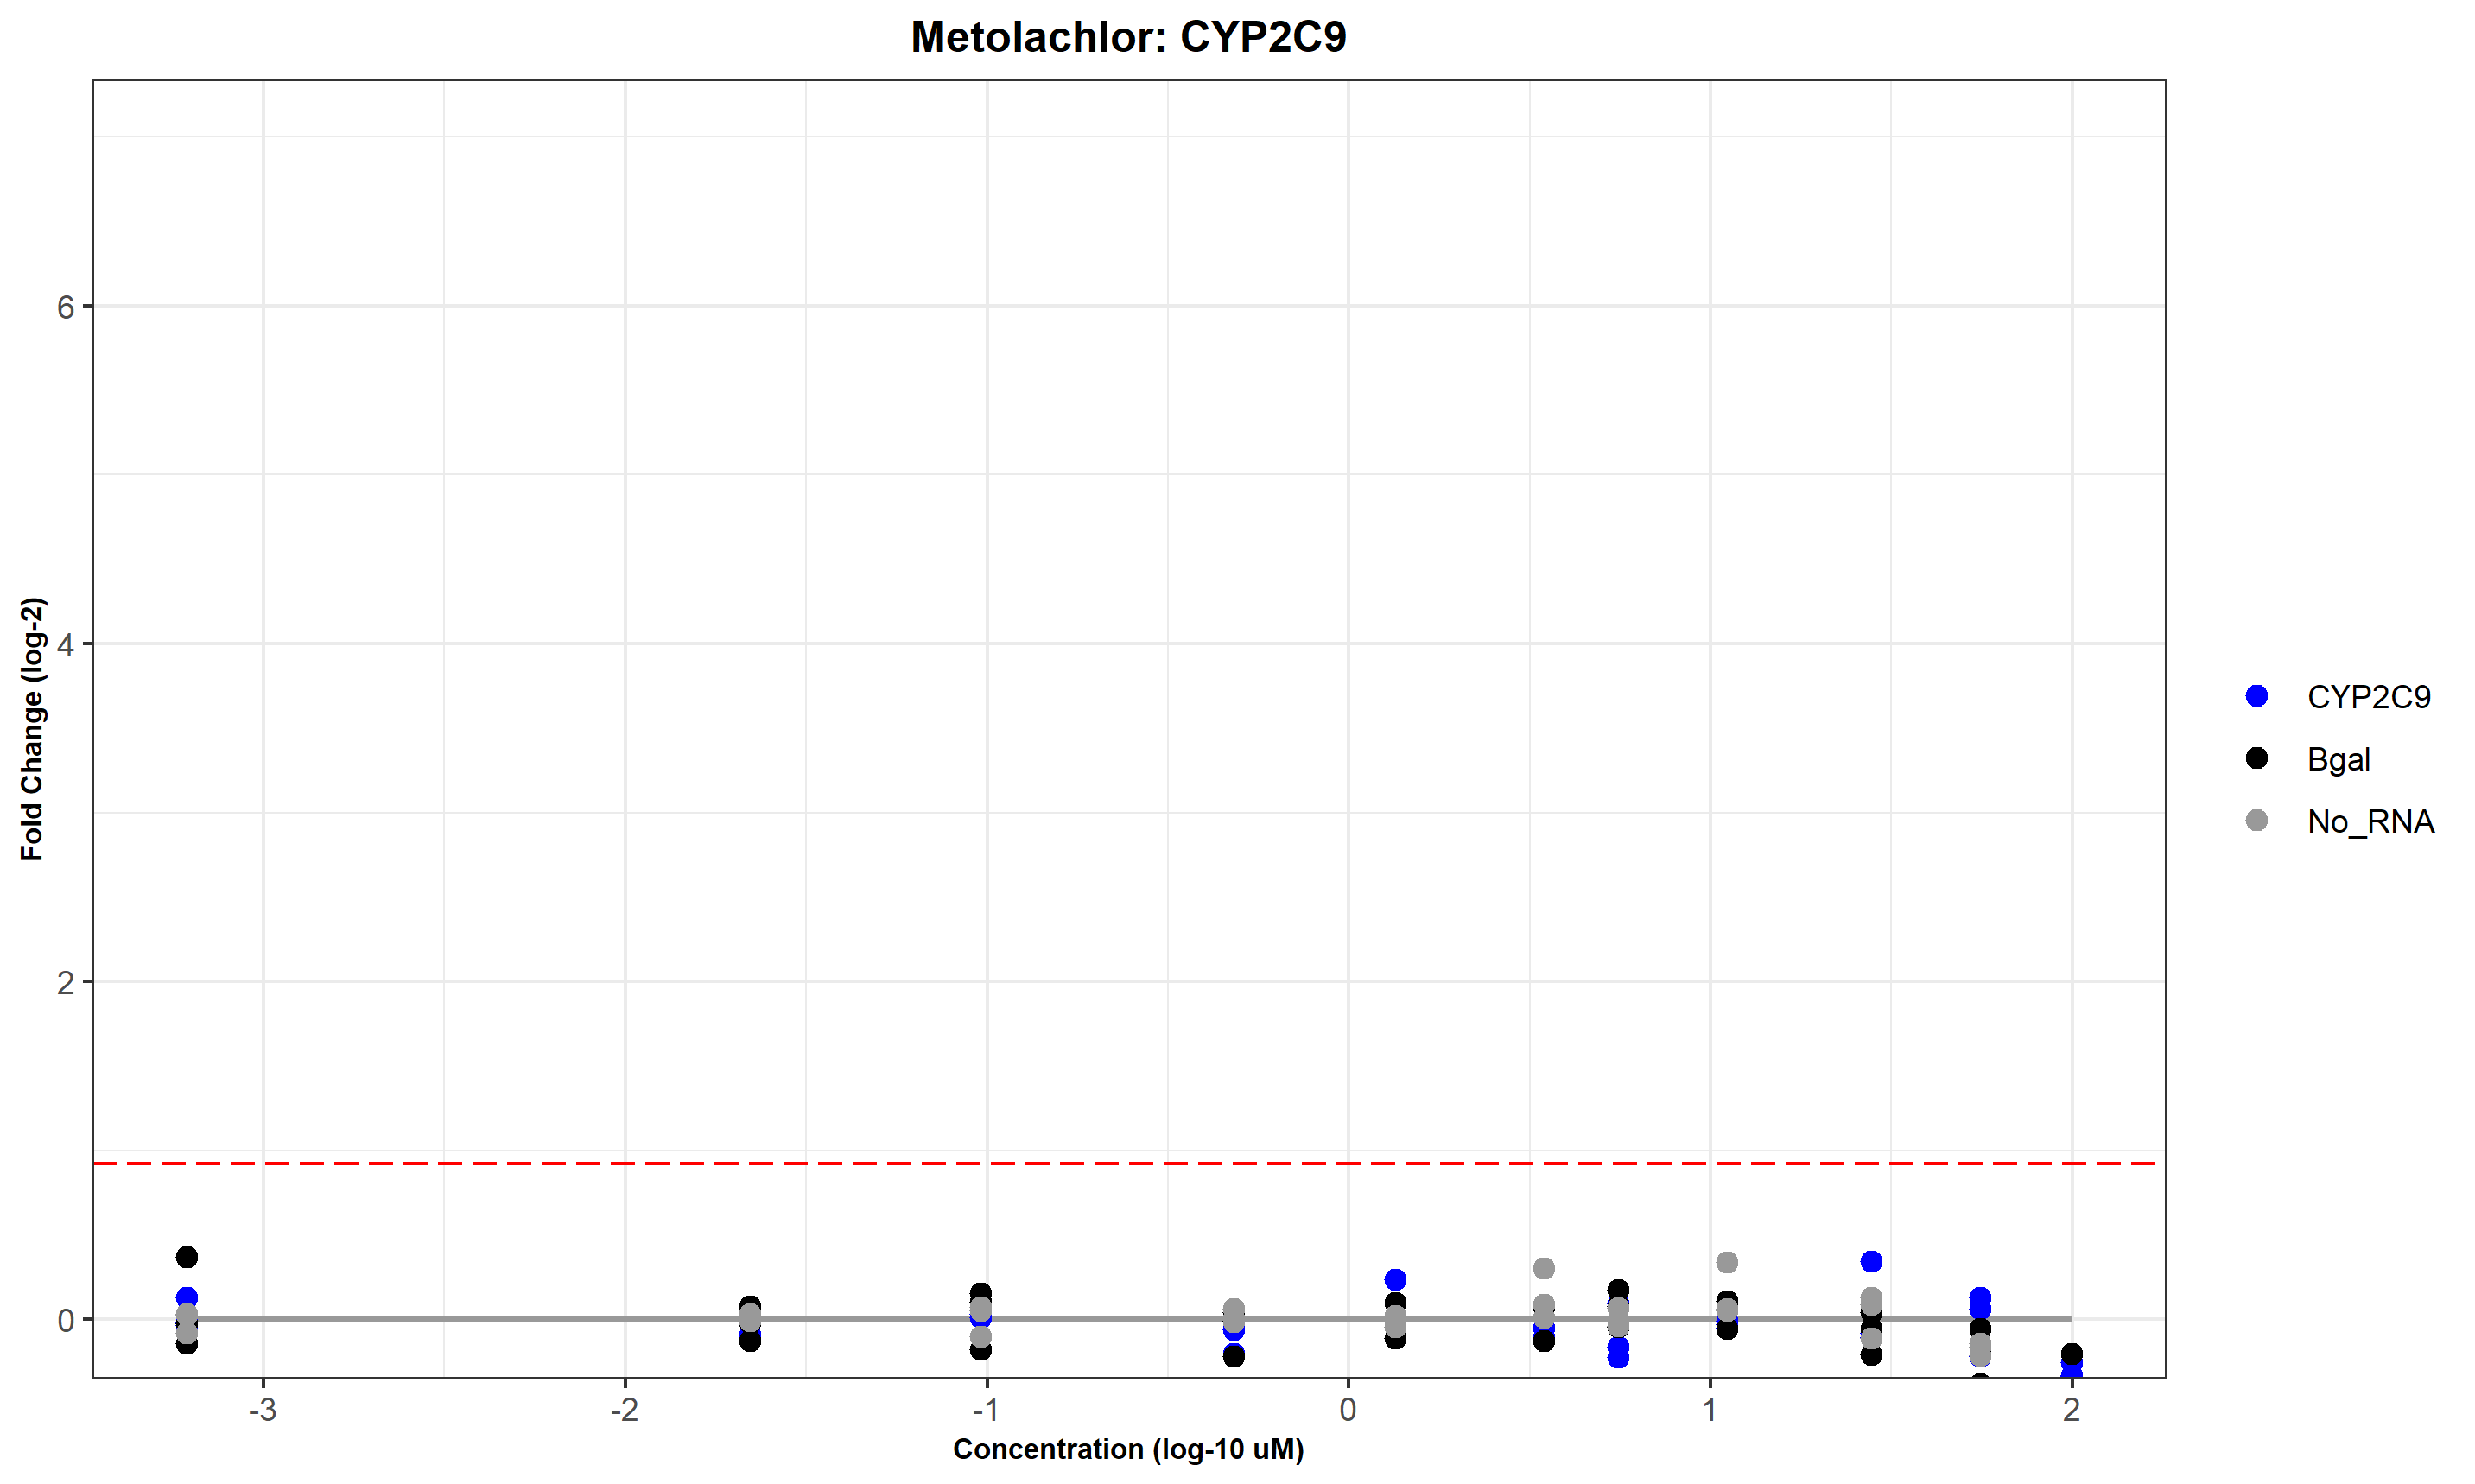 Metolachlor: CYP2C9
Fold Change (log-2)
6
4
2
0
-3
-2
-1
0
1
2
Concentration (log-10 uM)
CYP2C9
Bgal
No_RNA